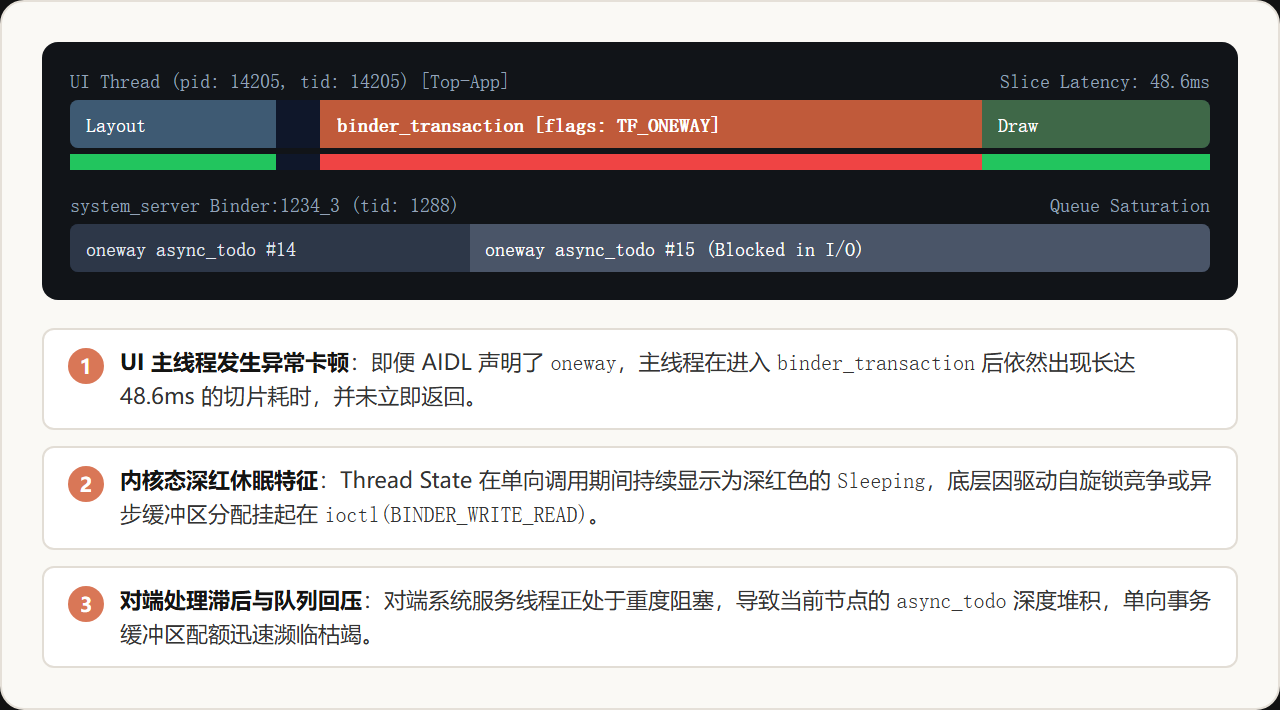 UI Thread (pid: 14205, tid: 14205) [Top-App]
Slice Latency: 48.6ms
Layout
binder_transaction [flags: TF_ONEWAY]
Draw
system_server Binder:1234_3 (tid: 1288)
Queue Saturation
oneway async_todo #14
oneway async_todo #15 (Blocked in I/O)
1
UI 主线程发生异常卡顿：即便 AIDL 声明了 oneway，主线程在进入 binder_transaction 后依然出现长达
48.6ms 的切片耗时，并未立即返回。
2
内核态深红休眠特征：Thread State 在单向调用期间持续显示为深红色的 Sleeping，底层因驱动自旋锁竞争或异
步缓冲区分配挂起在 ioctl(BINDER_WRITE_READ)。
3
对端处理滞后与队列回压：对端系统服务线程正处于重度阻塞，导致当前节点的 async_todo 深度堆积，单向事务
缓冲区配额迅速濒临枯竭。